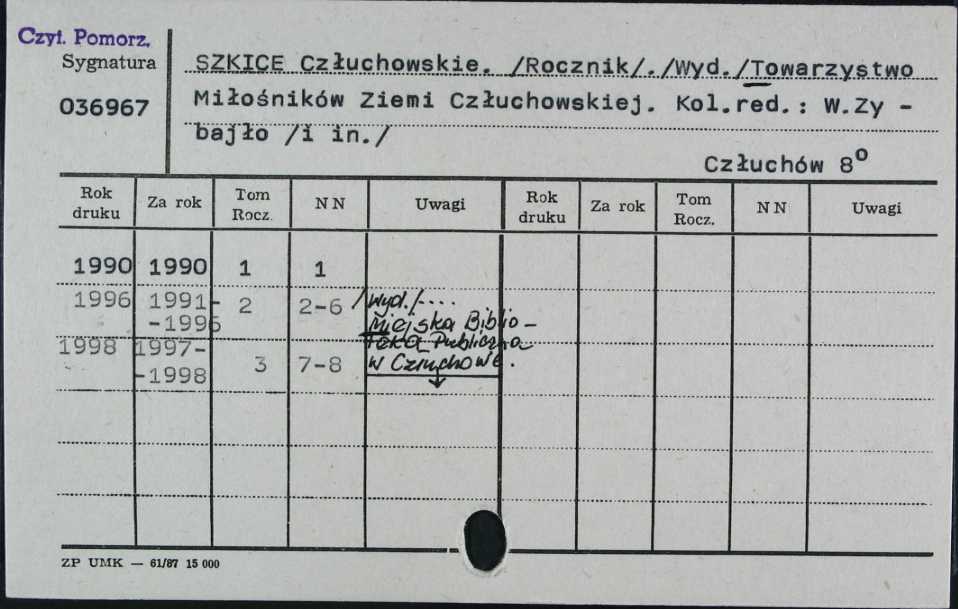 Czyt. Pomorz.
Sygnatura
036967
SZKICE Człuchowskie. /Rocznik/./Wyd./Towarzystwo
Miłośników Ziemi Człuchowskiej. Kol.red.: W.Zy -
bajło /i in./
Człuchów 8º
Rok druku Za rok Tom Rocz. NN Uwagi Rok druku Za rok Tom Rocz. NN Uwagi
1990 1990 1 1
1996 1991- -1996 2 2-6 /Wyd./....
Miejska Biblio-
teka Publiczna
w Człuchowe.
1998 1997- -1998 3 7-8
ZP UMK — 61/87 15 000